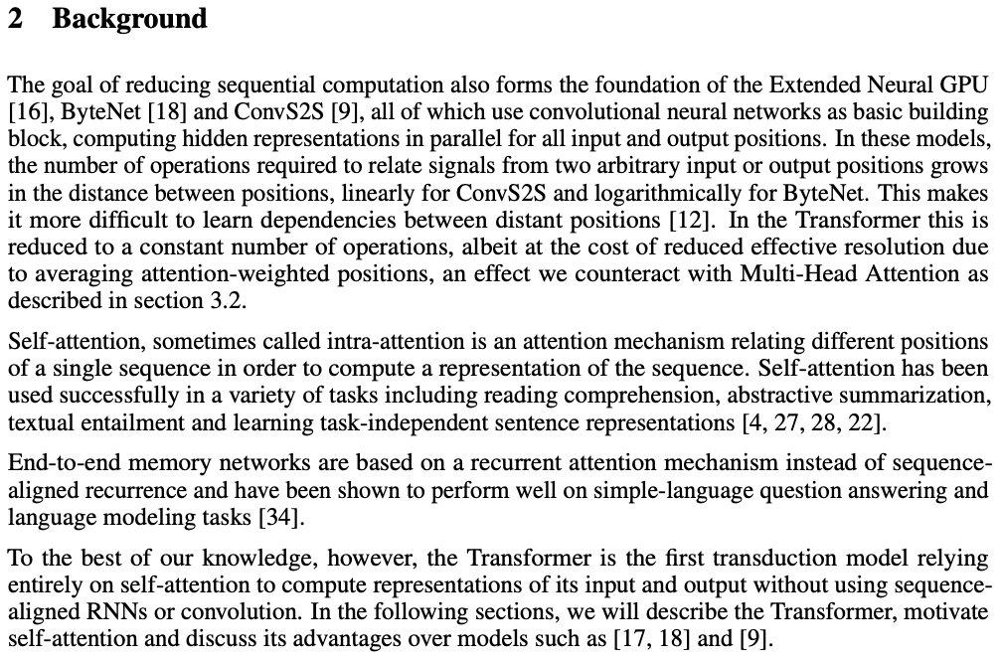 2 Background
The goal of reducing sequential computation also forms the foundation of the Extended Neural GPU
[16], ByteNet [18] and ConvS2S [9], all of which use convolutional neural networks as basic building
block, computing hidden representations in parallel for all input and output positions. In these models,
the number of operations required to relate signals from two arbitrary input or output positions grows
in the distance between positions, linearly for ConvS2S and logarithmically for ByteNet. This makes
it more difficult to learn dependencies between distant positions [12]. In the Transformer this is
reduced to a constant number of operations, albeit at the cost of reduced effective resolution due
to averaging attention-weighted positions, an effect we counteract with Multi-Head Attention as
described in section 3.2.
Self-attention, sometimes called intra-attention is an attention mechanism relating different positions
of a single sequence in order to compute a representation of the sequence. Self-attention has been
used successfully in a variety of tasks including reading comprehension, abstractive summarization,
textual entailment and learning task-independent sentence representations [4, 27, 28, 22].
End-to-end memory networks are based on a recurrent attention mechanism instead of sequence-
aligned recurrence and have been shown to perform well on simple-language question answering and
language modeling tasks [34].
To the best of our knowledge, however, the Transformer is the first transduction model relying
entirely on self-attention to compute representations of its input and output without using sequence-
aligned RNNs or convolution. In the following sections, we will describe the Transformer, motivate
self-attention and discuss its advantages over models such as [17, 18] and [9].